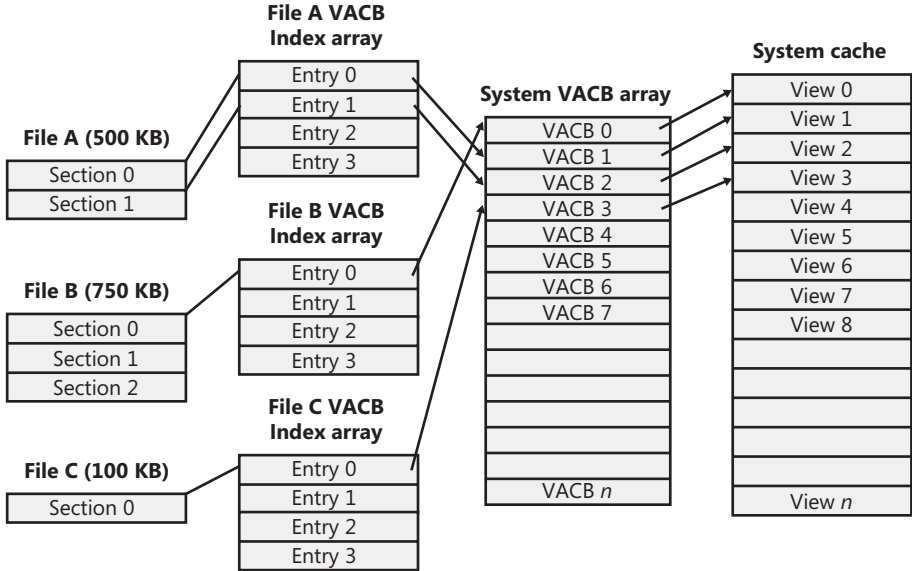 File A VACB
Index array
Entry 0
Entry 1
Entry 2
Entry 3
File A (500 KB)
Section 0
Section 1
File B VACB
Index array
Entry 0
Entry 1
Entry 2
Entry 3
File B (750 KB)
Section 0
Section 1
Section 2
File C VACB
Index array
Entry 0
Entry 1
Entry 2
Entry 3
File C (100 KB)
Section 0
System VACB array
VACB 0
VACB 1
VACB 2
VACB 3
VACB 4
VACB 5
VACB 6
VACB 7
VACB n
System cache
View 0
View 1
View 2
View 3
View 4
View 5
View 6
View 7
View 8
View n